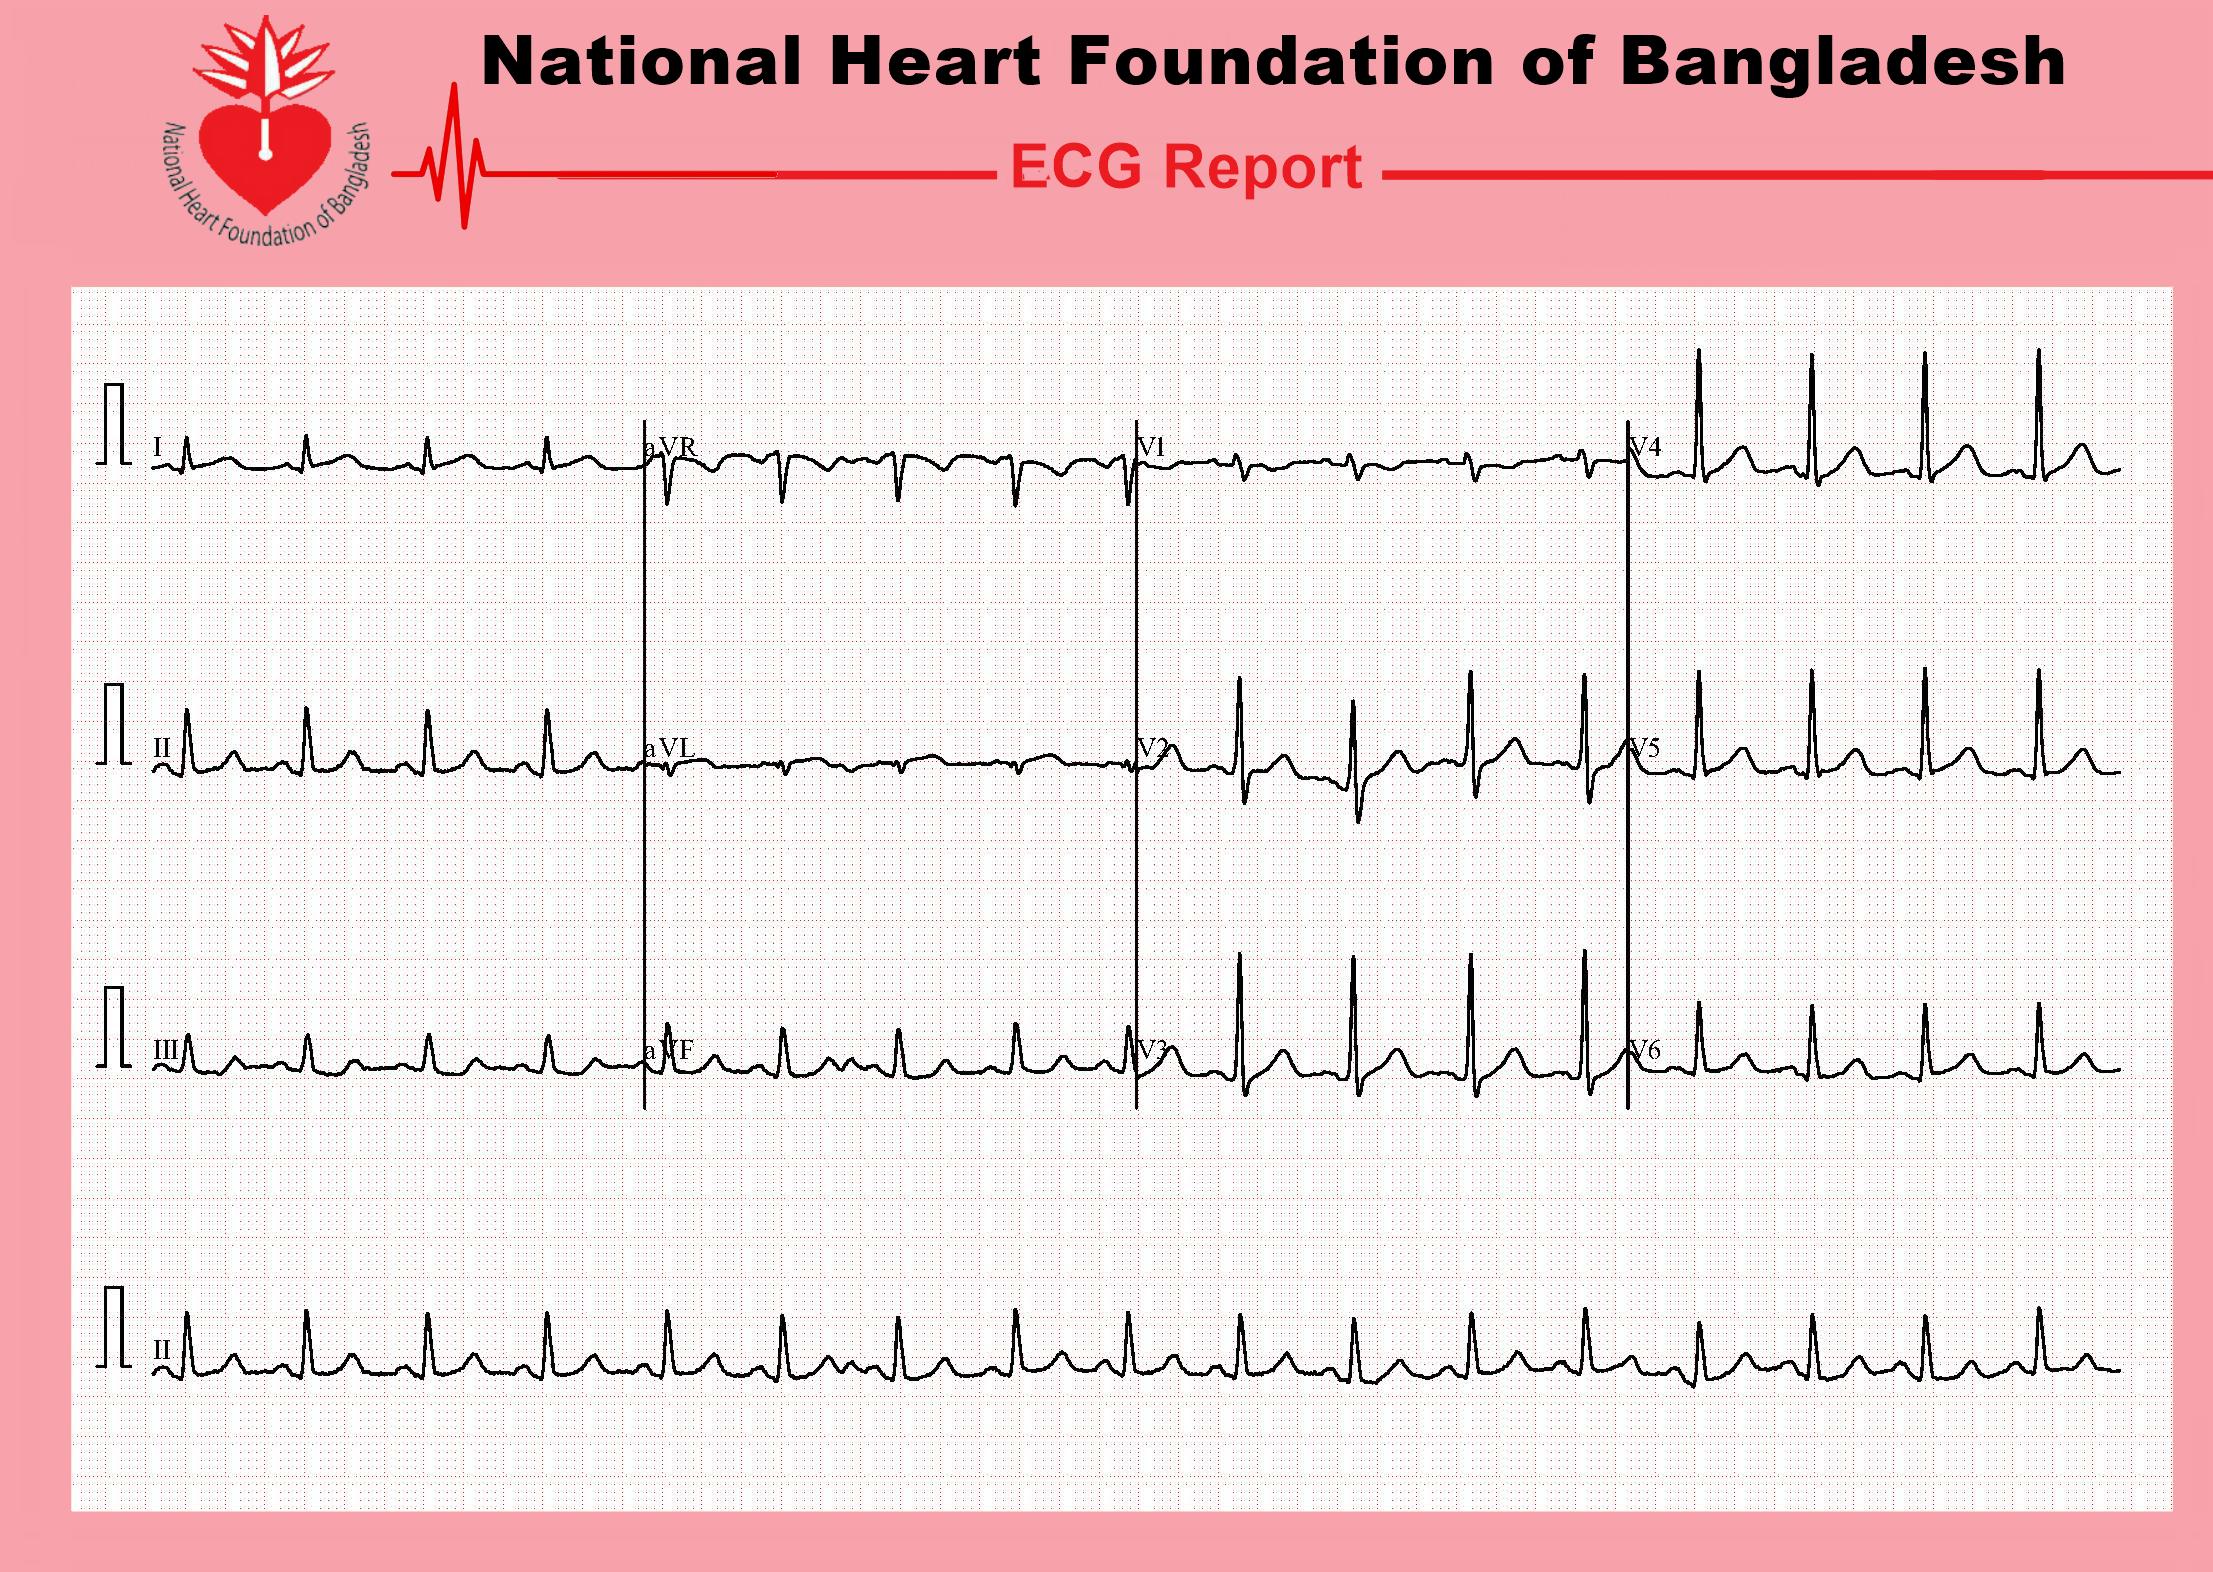 National Heart Foundation of Bangladesh
National Heart Foundation of Bangladesh
ECG Report
I aVR V1 V4
II aVL V2 V5
III aVF V3 V6
II